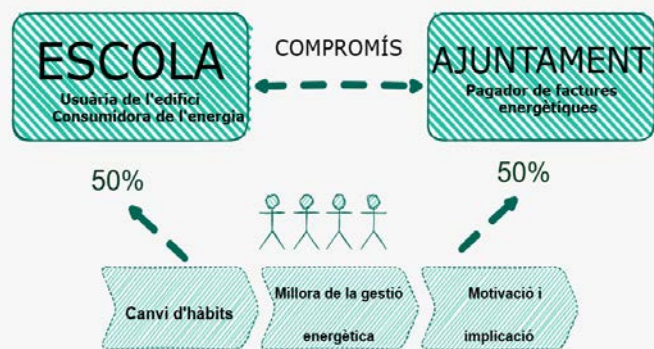 ESCOLA
Usuària de l'edifici
Consumidora de l'energia
COMPROMÍS
AJUNTAMENT
Pagador de factures
energètiques
50%
50%
Canvi d'hàbits
Millora de la gestió
energètica
Motivació i
implicació